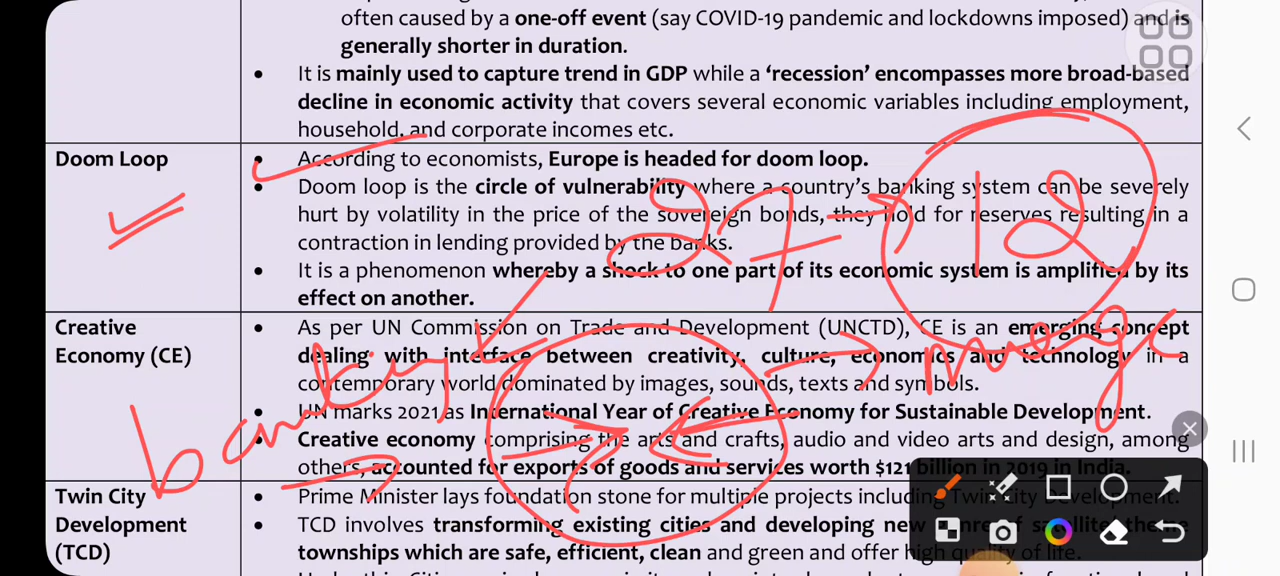 often caused by a one-off event (say COVID-19 pandemic and lockdowns imposed) and is
generally shorter in duration.
• It is mainly used to capture trend in GDP while a ‘recession’ encompasses more broad-based
decline in economic activity that covers several economic variables including employment,
household, and corporate incomes etc.
Doom Loop
• According to economists, Europe is headed for doom loop.
• Doom loop is the circle of vulnerability where a country’s banking system can be severely
hurt by volatility in the price of the sovereign bonds, they hold for reserves resulting in a
contraction in lending provided by the banks.
• It is a phenomenon whereby a shock to one part of its economic system is amplified by its
effect on another.
27 → 12
merge
bank
Creative
Economy (CE)
• As per UN Commission on Trade and Development (UNCTD), CE is an emerging concept
dealing with interface between creativity, culture, economics and technology in a
contemporary world dominated by images, sounds, texts and symbols.
• UN marks 2021 as International Year of Creative Economy for Sustainable Development.
• Creative economy comprising the arts and crafts, audio and video arts and design, among
others, accounted for exports of goods and services worth $121 billion in 2019 in India.
Twin City
Development
(TCD)
• Prime Minister lays foundation stone for multiple projects including Twin City Development.
• TCD involves transforming existing cities and developing new
townships which are safe, efficient, clean and green and offer high quality of life.